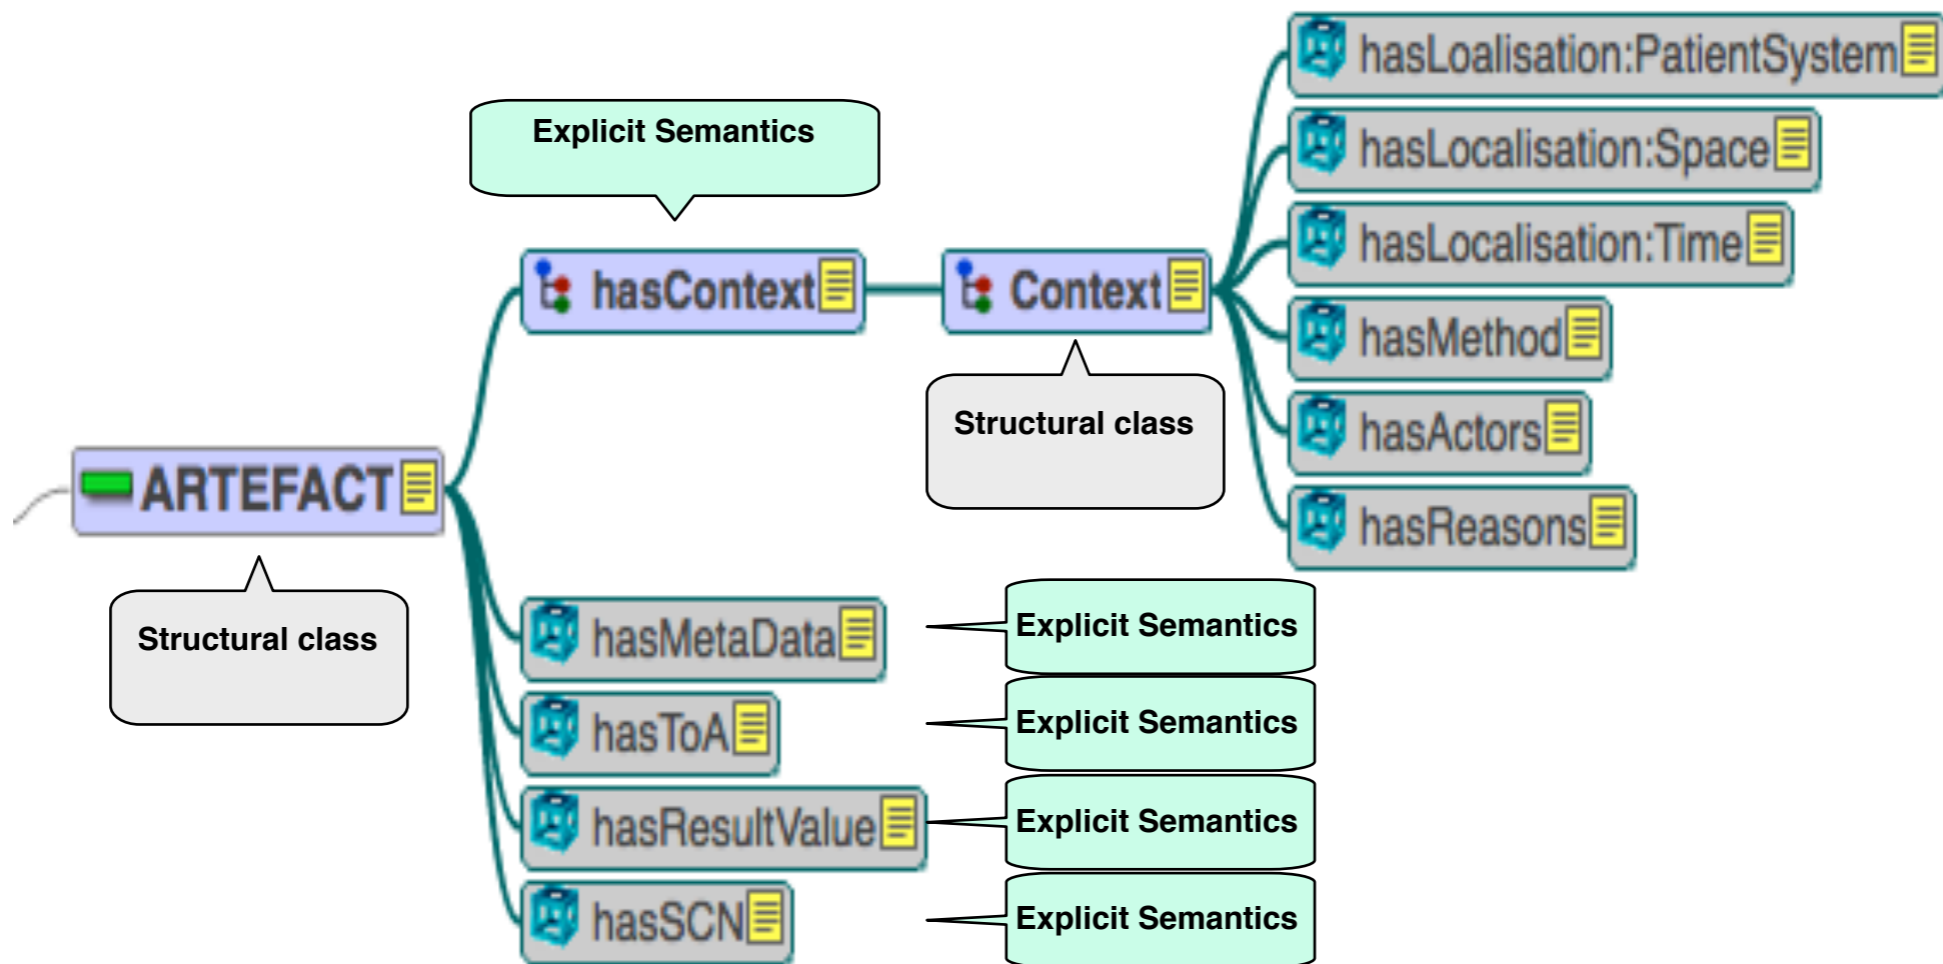 hasLoalisation:PatientSystem
Explicit Semantics
hasLocalisation:Space
hasLocalisation:Time
hasContext
Context
hasMethod
Structural class
hasActors
ARTEFACT
hasReasons
Structural class
hasMetaData
Explicit Semantics
hasToA
Explicit Semantics
hasResultValue
Explicit Semantics
hasSCN
Explicit Semantics